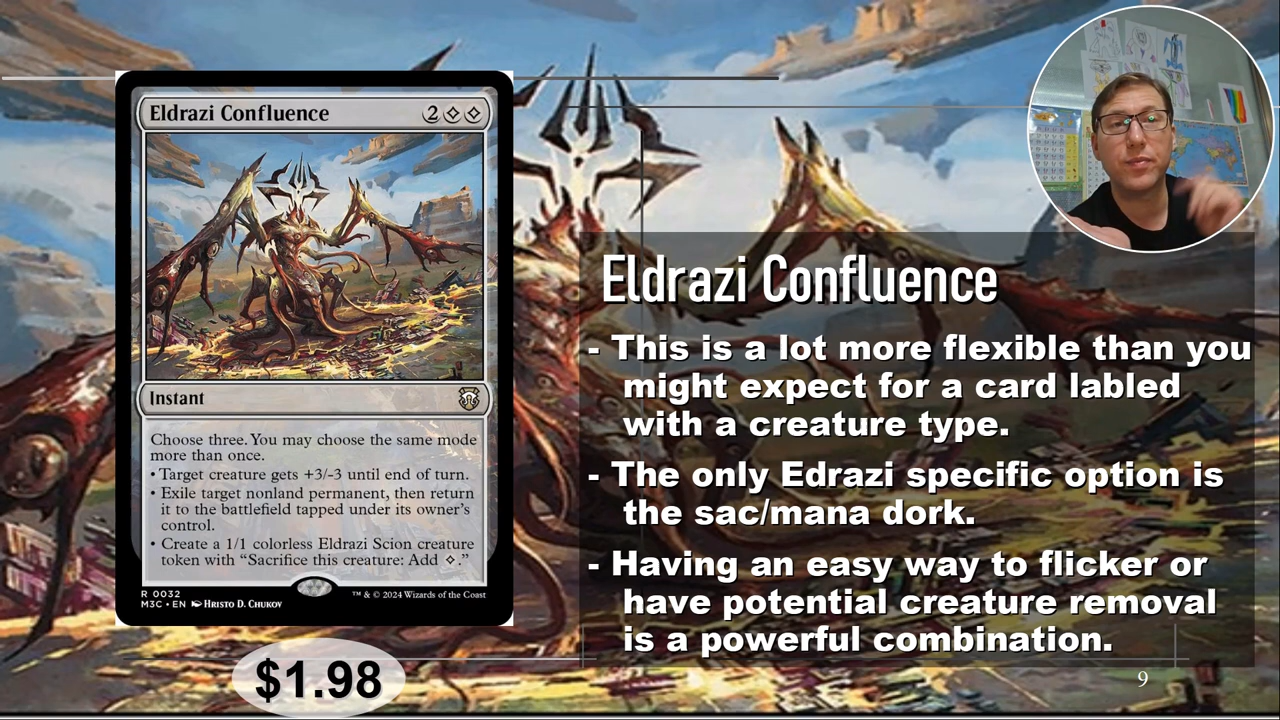 Eldrazi Confluence
2
Instant
Choose three. You may choose the same mode
more than once.
• Target creature gets +3/-3 until end of turn.
• Exile target nonland permanent, then return
it to the battlefield tapped under its owner's
control.
• Create a 1/1 colorless Eldrazi Scion creature
token with “Sacrifice this creature: Add ◇.”
R 0032
M3C • EN Hristo D. Chukov
™ & © 2024 Wizards of the Coast
$1.98
Eldrazi Confluence
- This is a lot more flexible than you
might expect for a card labled
with a creature type.
- The only Edrazi specific option is
the sac/mana dork.
- Having an easy way to flicker or
have potential creature removal
is a powerful combination.
9